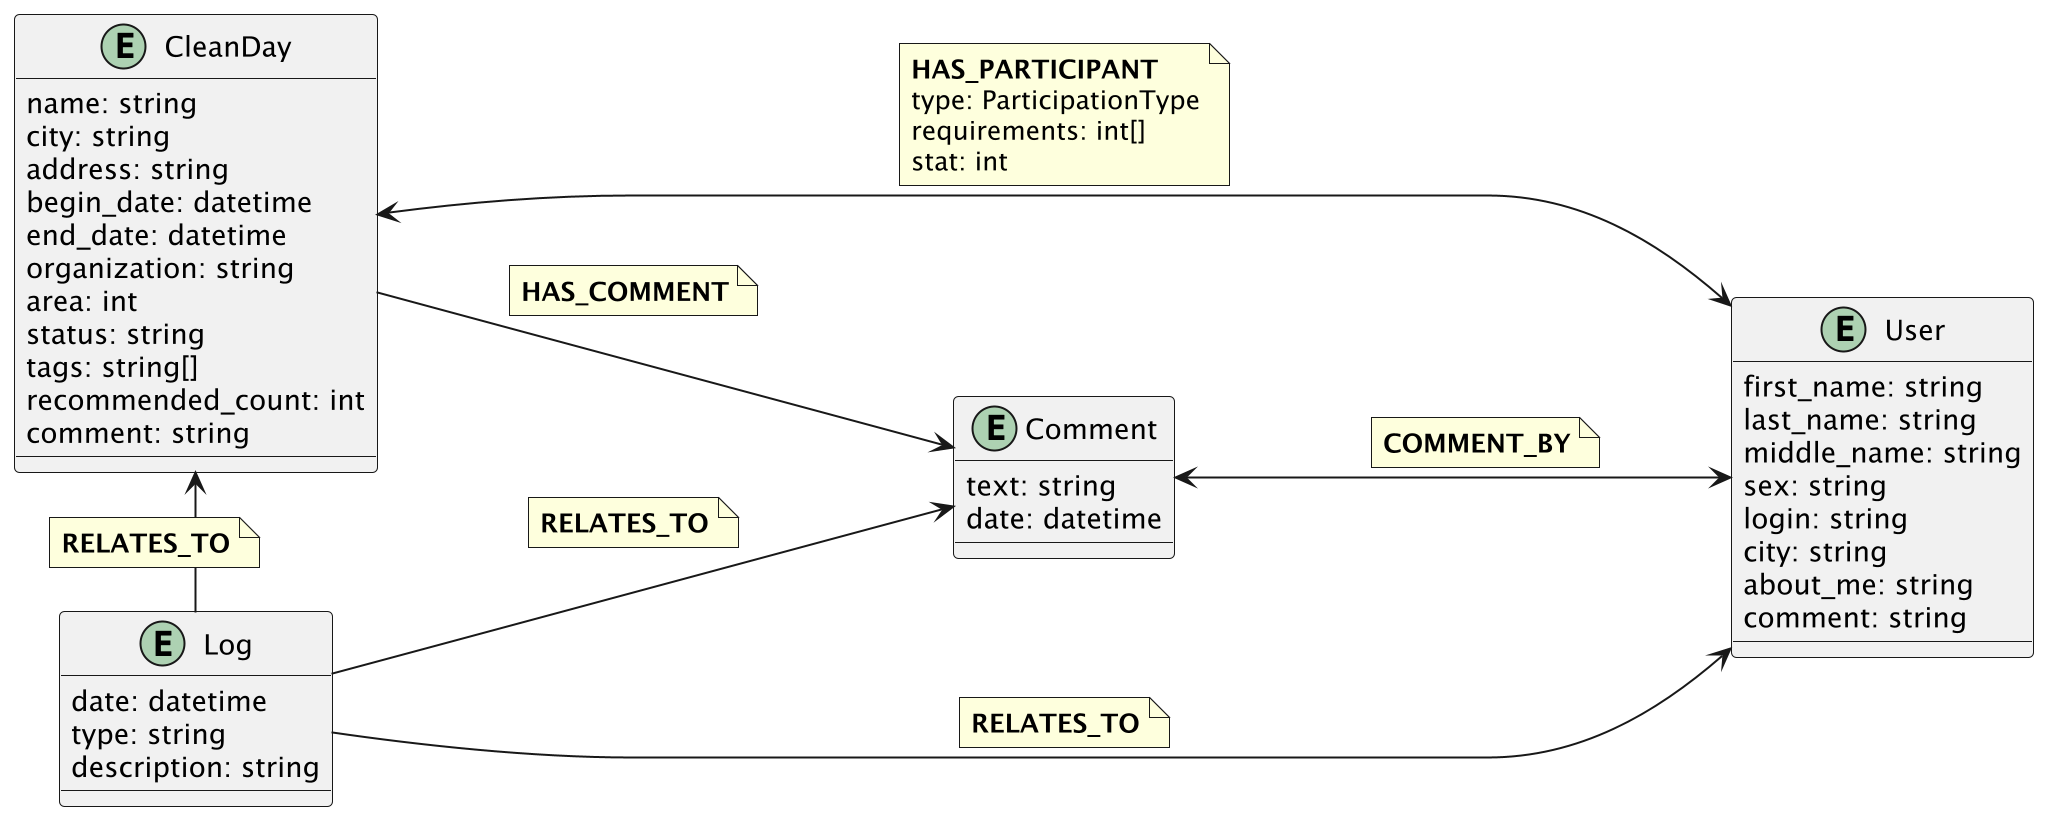 E CleanDay
name: string
city: string
address: string
begin_date: datetime
end_date: datetime
organization: string
area: int
status: string
tags: string[]
recommended_count: int
comment: string
HAS_PARTICIPANT
type: ParticipationType
requirements: int[]
stat: int
HAS_COMMENT
E Comment
text: string
date: datetime
COMMENT_BY
E User
first_name: string
last_name: string
middle_name: string
sex: string
login: string
city: string
about_me: string
comment: string
RELATES_TO
RELATES_TO
E Log
date: datetime
type: string
description: string
RELATES_TO